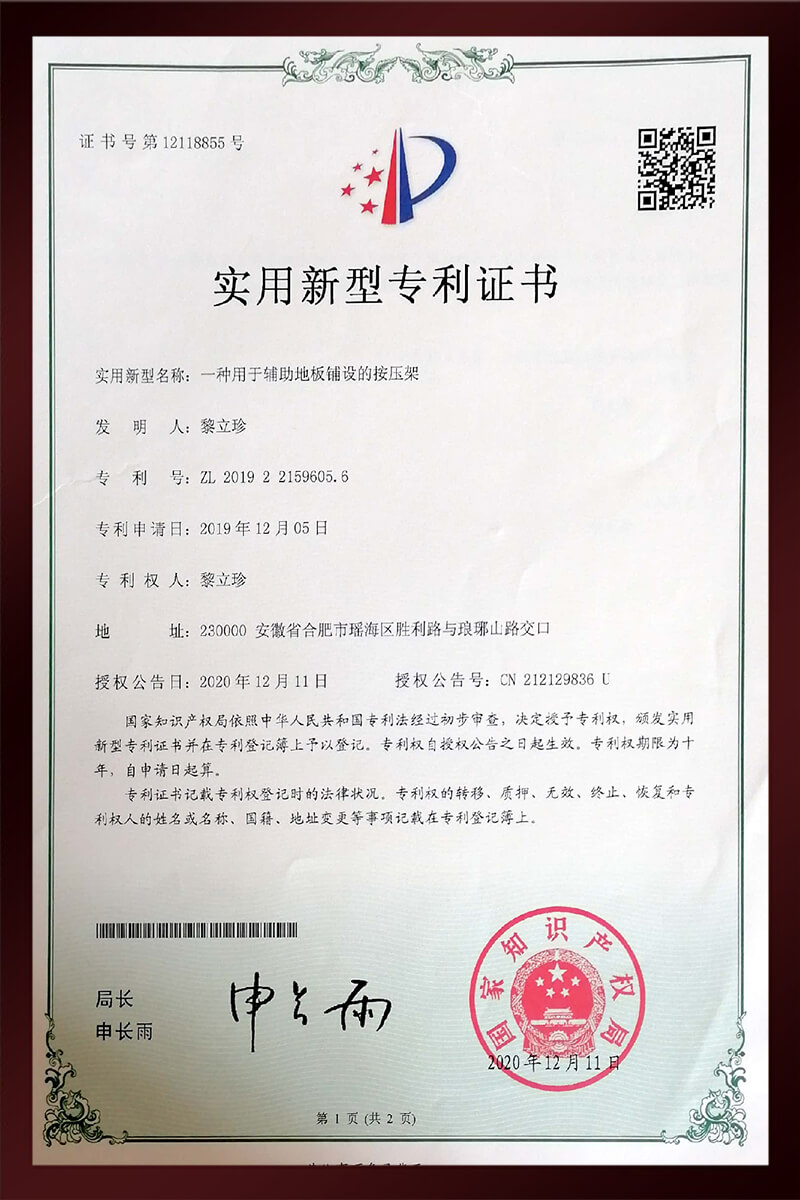 证书号第12118855号
实用新型专利证书
实用新型名称：一种用于辅助地板铺设的按压架
发明人：黎立珍
专利号：ZL 2019 2 2159605.6
专利申请日：2019年12月05日
专利权人：黎立珍
地址：230000 安徽省合肥市瑶海区胜利路与琅琊山路交口
授权公告日：2020年12月11日 授权公告号：CN 212129836 U
国家知识产权局依照中华人民共和国专利法经过初步审查，决定授予专利权，颁发实用
新型专利证书并在专利登记簿上予以登记。专利权自授权公告之日起生效。专利权期限为十
年，自申请日起算。
专利证书记载专利权登记时的法律状况。专利权的转移、质押、无效、终止、恢复和专
利权人的姓名或名称、国籍、地址变更等事项记载在专利登记簿上。
局长
申长雨
申长雨
国家知识产权局
2020年12月11日
第 1 页 (共 2 页)